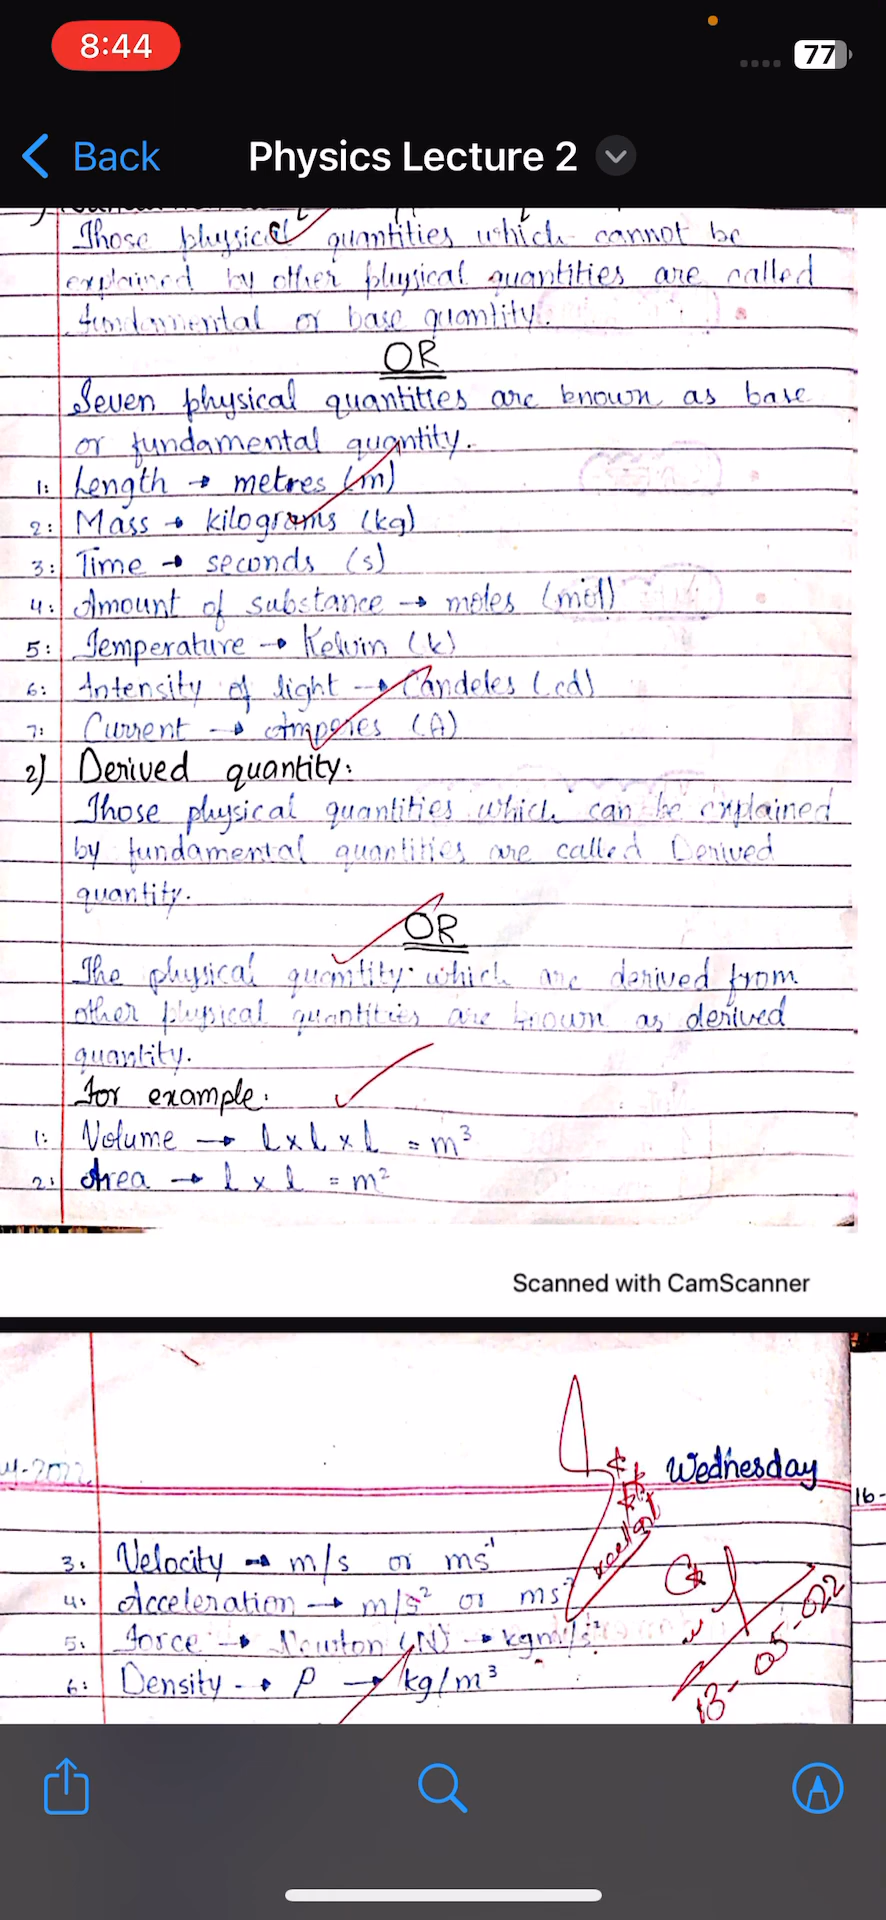 8:44
77
Back
Physics Lecture 2
Those physical quantities which cannot be
explained by other physical quantities are called
fundamental or base quantity.
OR
Seven physical quantities are known as base
or fundamental quantity.
1: Length → metres (m)
2: Mass → kilograms (kg)
3: Time → seconds (s)
4: Amount of substance → moles (mol)
5: Temperature → Kelvin (k)
6: Intensity of light → Candeles (cd)
7: Current → Amperes (A)
2) Derived quantity:
Those physical quantities which can be explained
by fundamental quantities are called Derived
quantity.
OR
The physical quantity which are derived from
other physical quantities are known as derived
quantity.
For example:
1: Volume → l x l x l = m³
2: Area → l x l = m²
Scanned with CamScanner
Wednesday
16-
3: Velocity → m/s or ms⁻¹
4: Acceleration → m/s² or ms⁻²
5: Force → Newton (N) → kgm/s²
6: Density → P → kg/m³
13-05-022